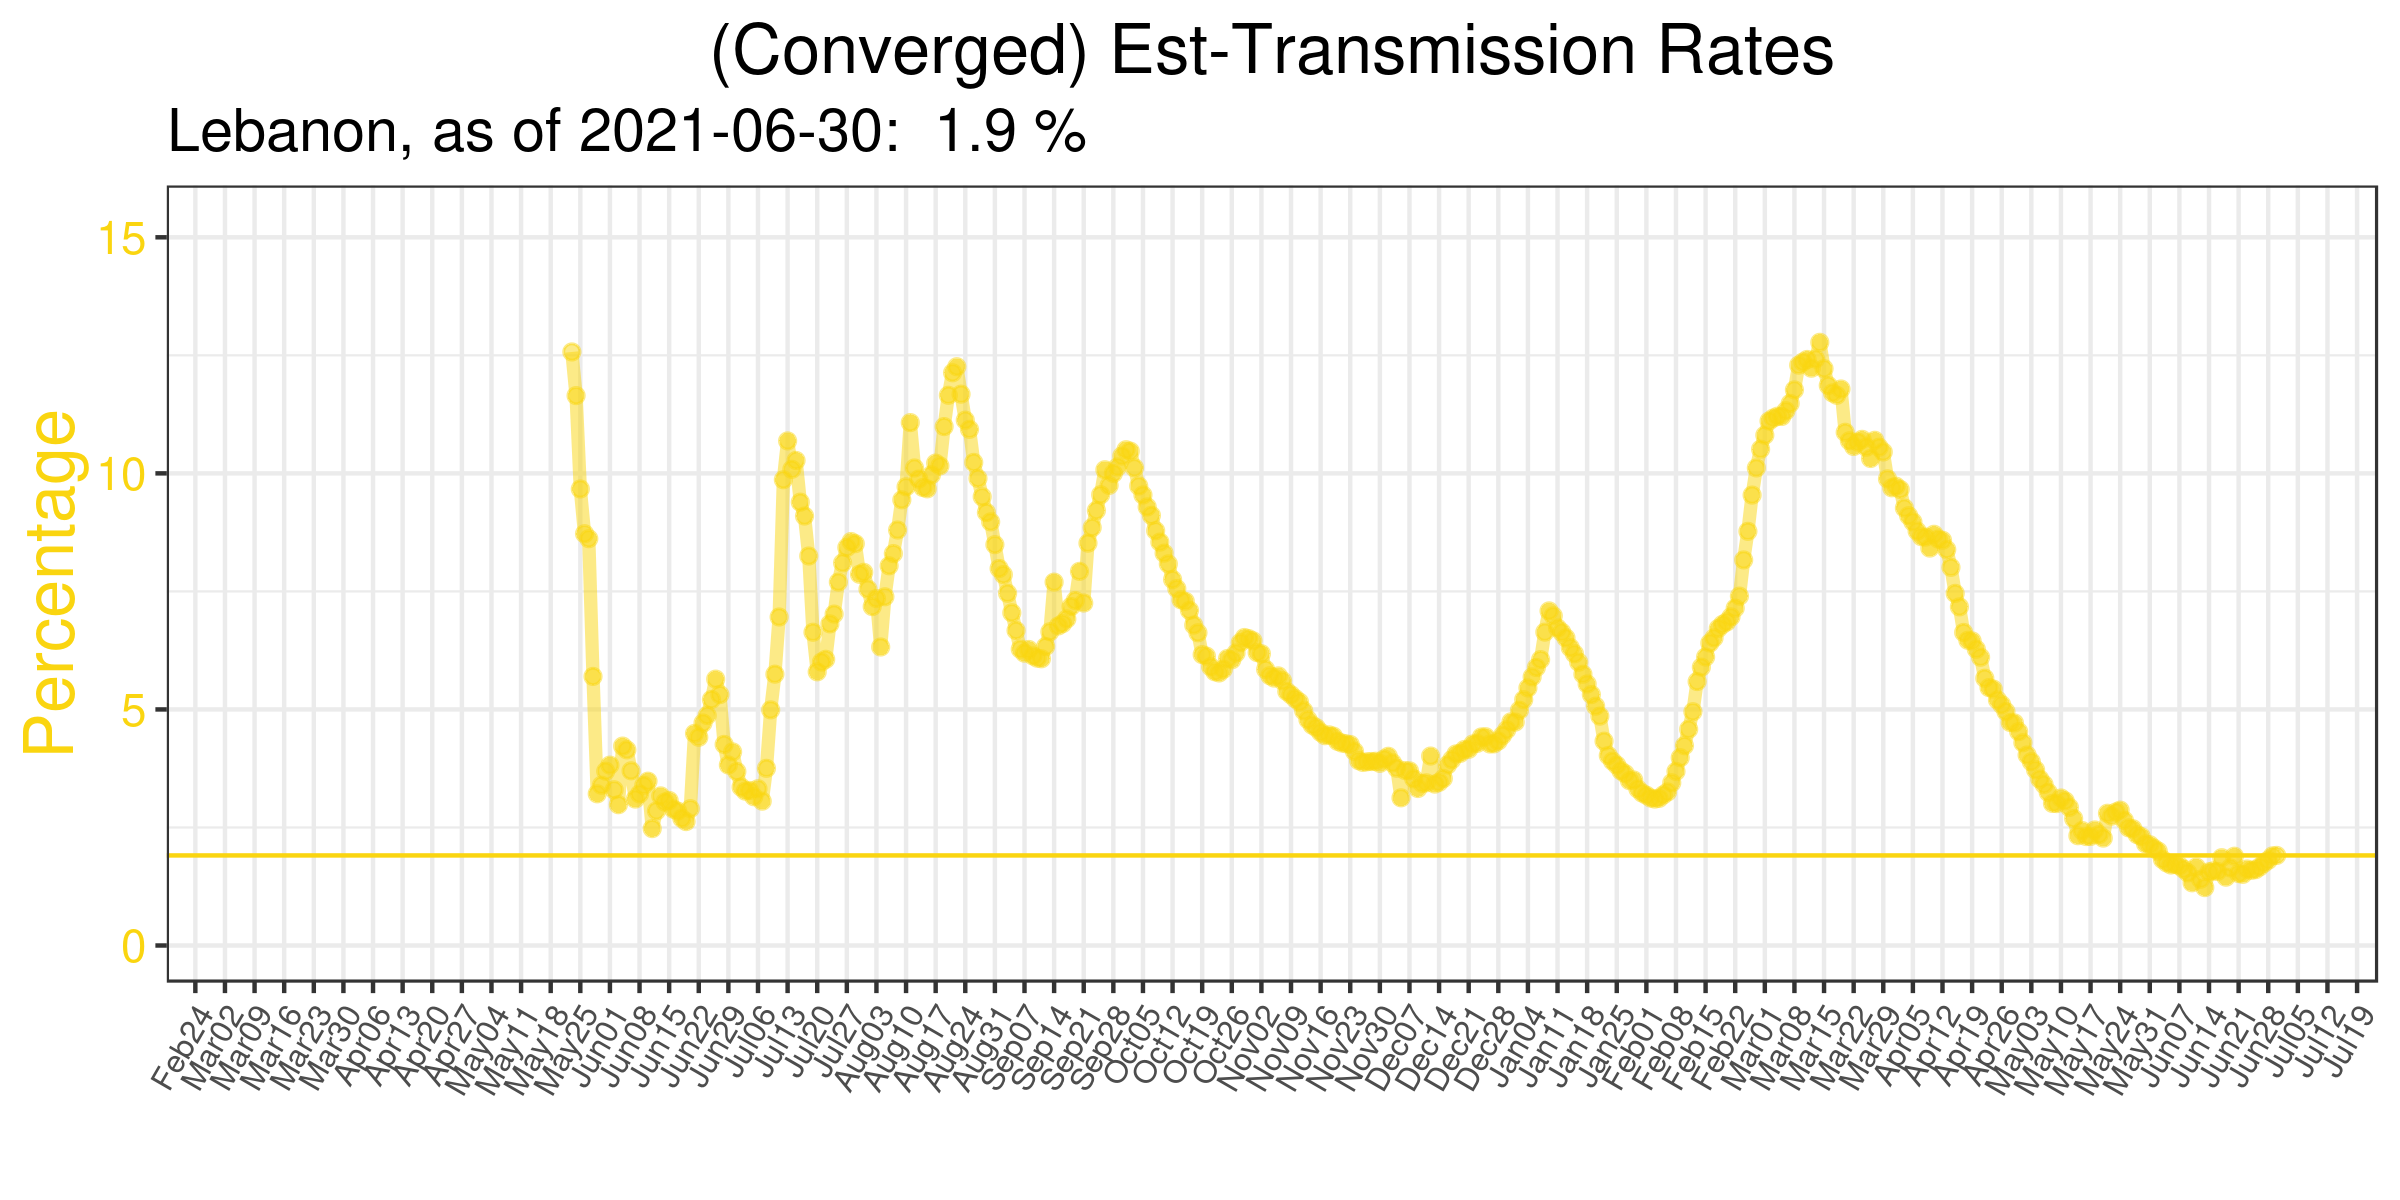 (Converged) Est-Transmission Rates
Lebanon, as of 2021-06-30:  1.9 %
Percentage
15
10
5
0
Feb24
Mar02
Mar09
Mar16
Mar23
Mar30
Apr06
Apr13
Apr20
Apr27
May04
May11
May18
May25
Jun01
Jun08
Jun15
Jun22
Jun29
Jul06
Jul13
Jul20
Jul27
Aug03
Aug10
Aug17
Aug24
Aug31
Sep07
Sep14
Sep21
Sep28
Oct05
Oct12
Oct19
Oct26
Nov02
Nov09
Nov16
Nov23
Nov30
Dec07
Dec14
Dec21
Dec28
Jan04
Jan11
Jan18
Jan25
Feb01
Feb08
Feb15
Feb22
Mar01
Mar08
Mar15
Mar22
Mar29
Apr05
Apr12
Apr19
Apr26
May03
May10
May17
May24
May31
Jun07
Jun14
Jun21
Jun28
Jul05
Jul12
Jul19